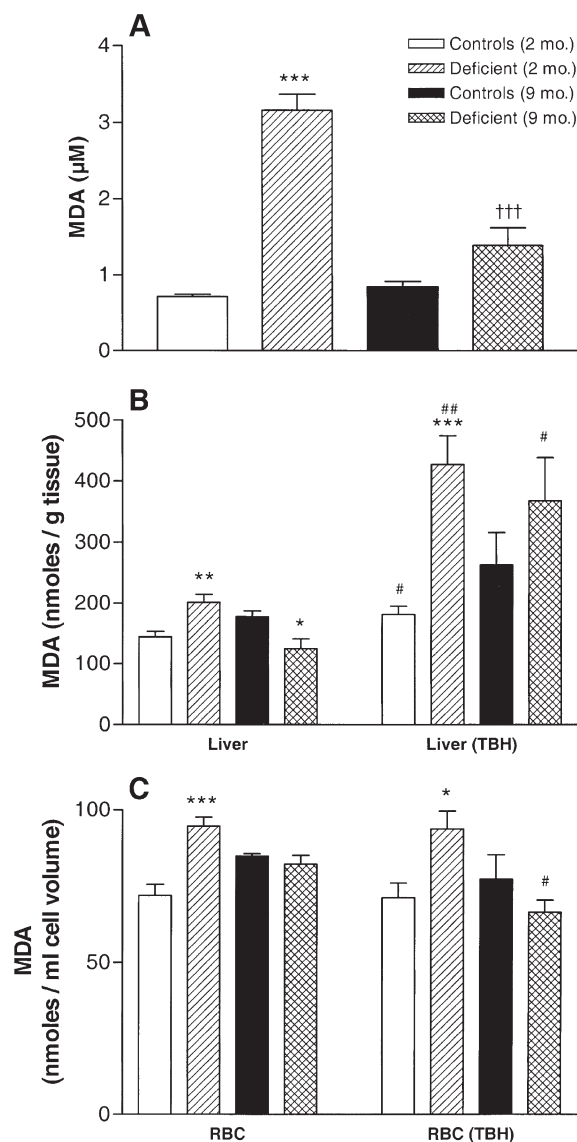 A
4
3
2
1
0
MDA (µM)
Controls (2 mo.)
Deficient (2 mo.)
Controls (9 mo.)
Deficient (9 mo.)
***
†††
B
500
400
300
200
100
0
MDA (nmoles / g tissue)
**
*
#
##
***
#
Liver
Liver (TBH)
C
100
50
0
MDA
(nmoles / ml cell volume)
***
*
#
RBC
RBC (TBH)